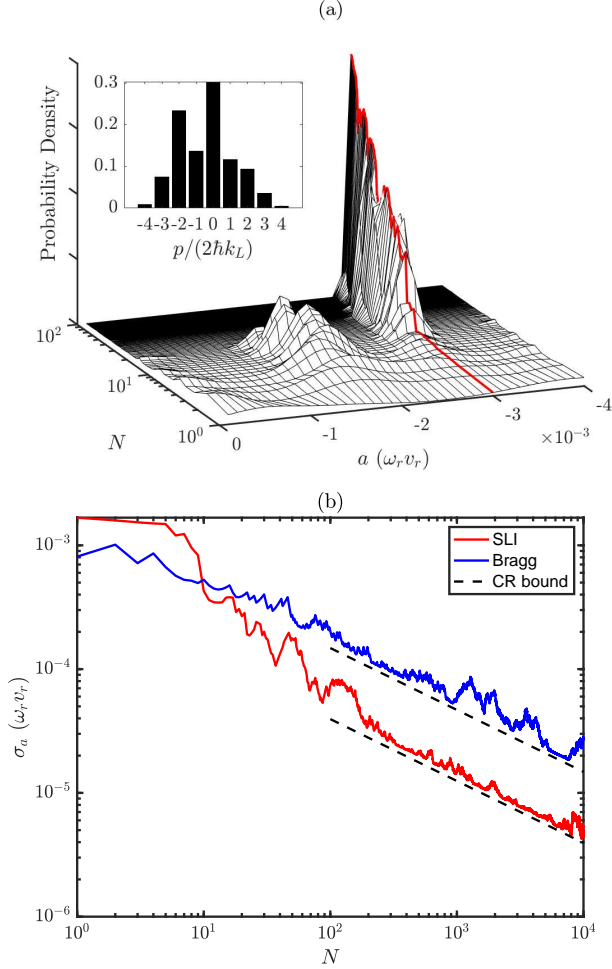 (a)
Probability Density
0.3
0.2
0.1
0
-4 -3 -2 -1 0 1 2 3 4
p/(2ħk_L)
10^2
10^1
10^0
N
0
-1
-2
-3
-4
×10^{-3}
a (ω_r v_r)
(b)
SLI
Bragg
CR bound
10^{-3}
10^{-4}
10^{-5}
10^{-6}
σ_a (ω_r v_r)
10^0 10^1 10^2 10^3 10^4
N